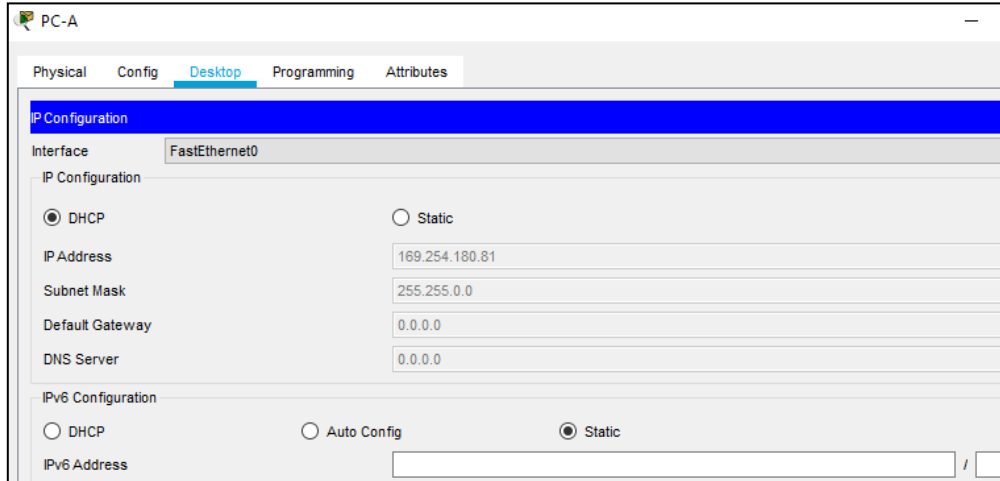 PC-A
Physical Config Desktop Programming Attributes
IP Configuration
Interface FastEthernet0
IP Configuration
DHCP Static
IP Address 169.254.180.81
Subnet Mask 255.255.0.0
Default Gateway 0.0.0.0
DNS Server 0.0.0.0
IPv6 Configuration
DHCP Auto Config Static
IPv6 Address /